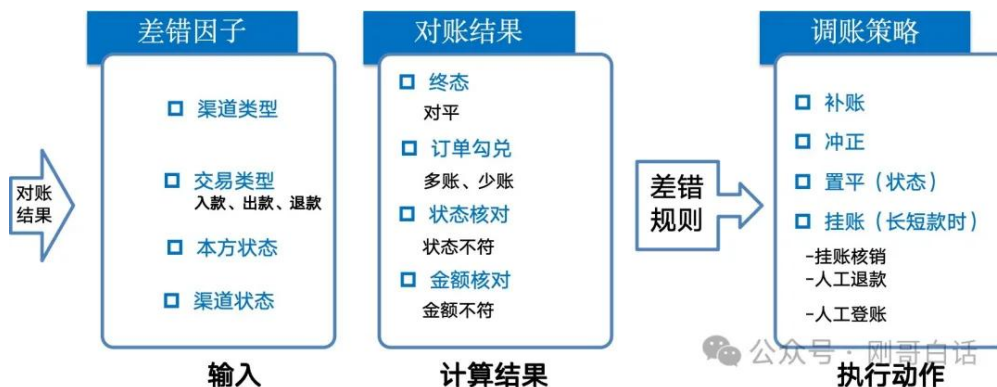 差错因子
对账结果
调账策略
对账
结果
渠道类型
交易类型
入款、出款、退款
本方状态
渠道状态
终态
对平
订单勾兑
多账、少账
状态核对
状态不符
金额核对
金额不符
差错
规则
补账
冲正
置平（状态）
挂账（长短款时）
-挂账核销
-人工退款
-人工登账
输入
计算结果
执行动作
公众号·刚哥白话